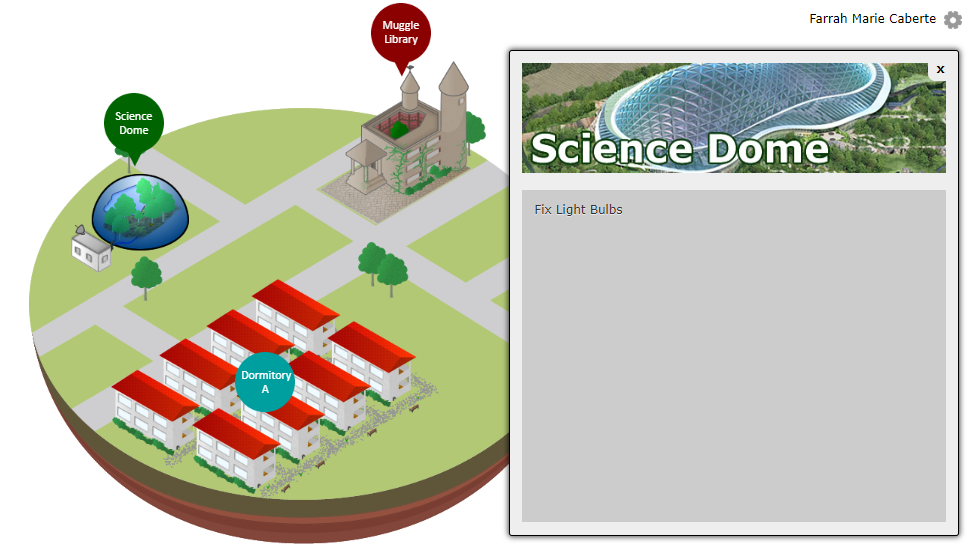 Farrah Marie Caberte
Muggle
Library
Science
Dome
Dormitory
A
x
Science Dome
Fix Light Bulbs